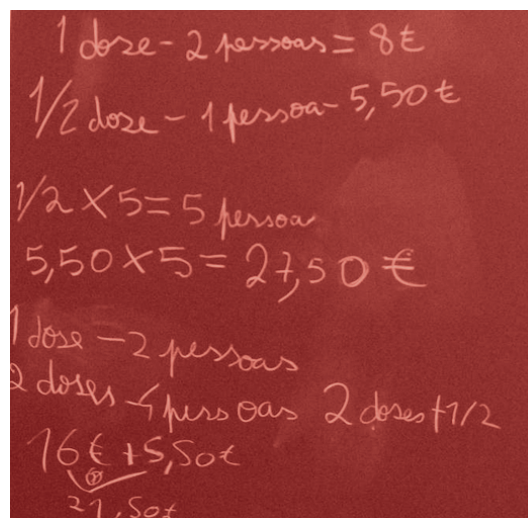 1 dose - 2 pessoas = 8€
1/2 dose - 1 pessoa - 5,50€
1/2 X 5 = 5 pessoa
5,50 X 5 = 27,50 €
1 dose - 2 pessoas
2 doses - 4 pessoas 2 doses + 1/2
16€ + 5,50€
21,50€